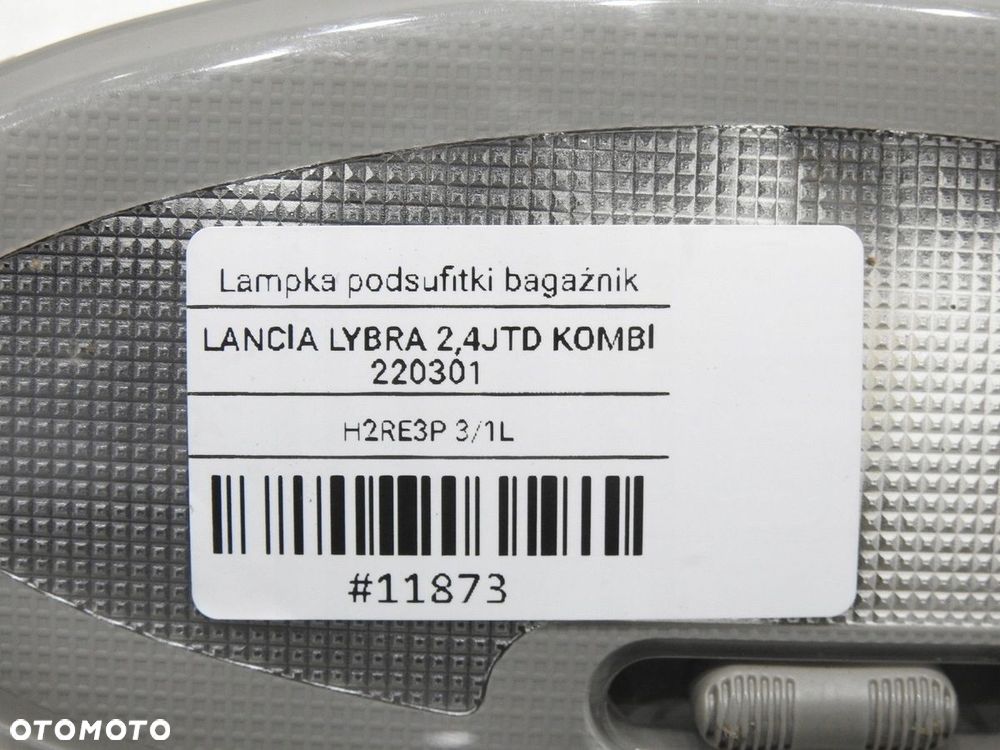 Lampka podsufitki bagażnik
LANCIA LYBRA 2,4JTD KOMBI
220301
H2RE3P 3/1L
#11873
OTOMOTO